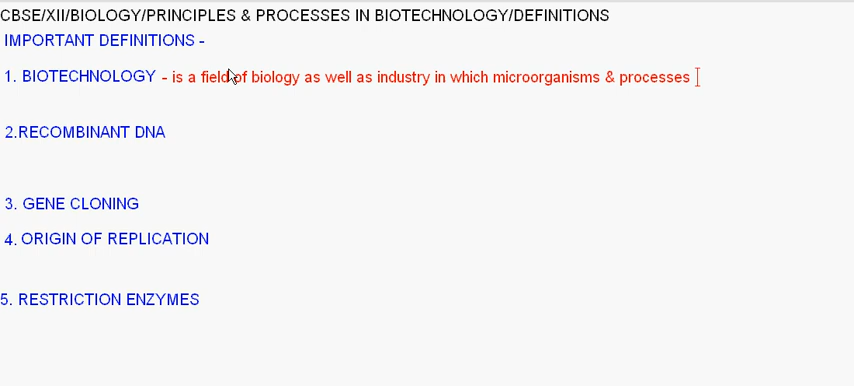 CBSE/XII/BIOLOGY/PRINCIPLES & PROCESSES IN BIOTECHNOLOGY/DEFINITIONS
IMPORTANT DEFINITIONS -
1. BIOTECHNOLOGY - is a field of biology as well as industry in which microorganisms & processes
2.RECOMBINANT DNA
3. GENE CLONING
4. ORIGIN OF REPLICATION
5. RESTRICTION ENZYMES